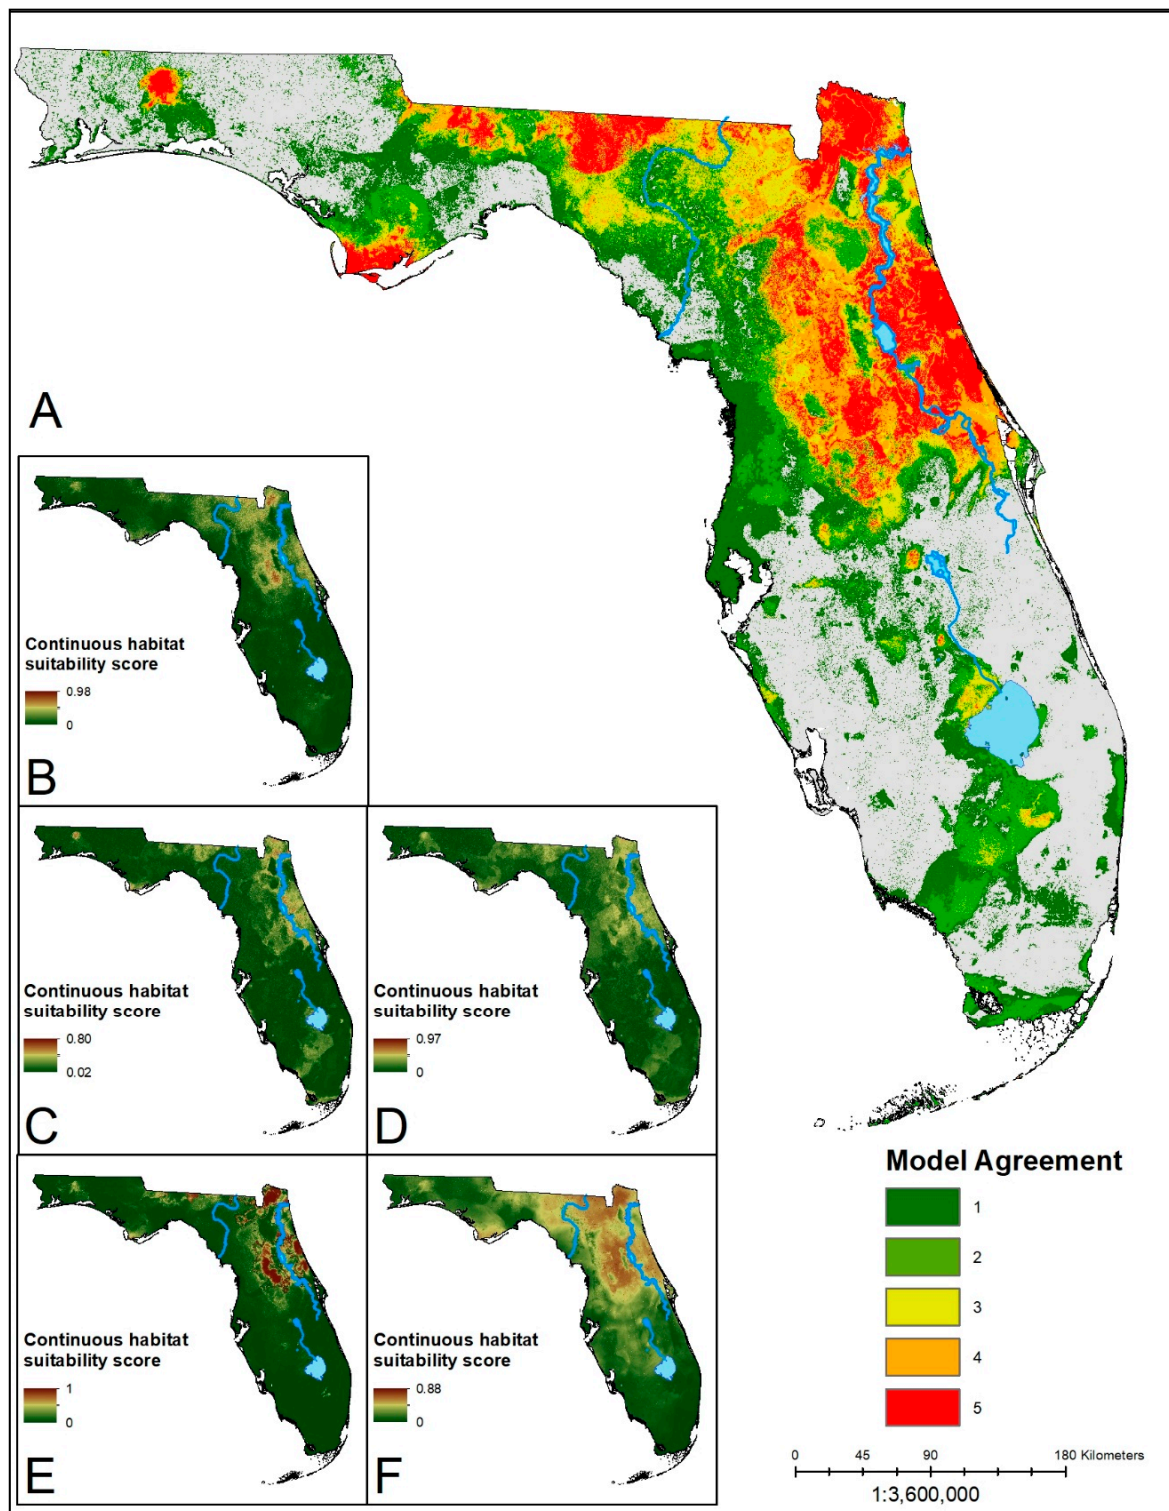 A
Continuous habitat
suitability score
0.98
0
B
Continuous habitat
suitability score
0.80
0.02
C
Continuous habitat
suitability score
0.97
0
D
Continuous habitat
suitability score
1
0
E
Continuous habitat
suitability score
0.88
0
F
Model Agreement
1
2
3
4
5
0 45 90 180 Kilometers
1:3,600,000